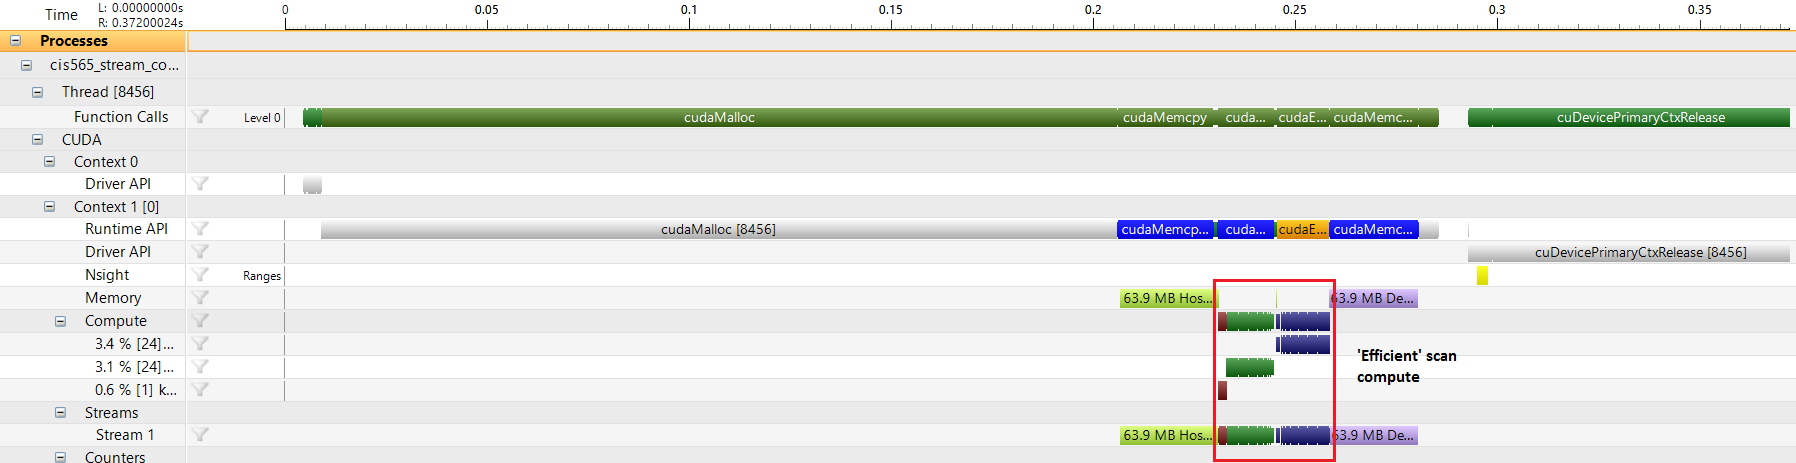 Time L: 0.00000000s 0 0.05 0.1 0.15 0.2 0.25 0.3 0.35
R: 0.37200024s
Processes
cis565_stream_co...
Thread [8456]
Function Calls Level 0 cudaMalloc cudaMemcpy cuda... cudaE... cudaMemc... cuDevicePrimaryCtxRelease
CUDA
Context 0
Driver API
Context 1 [0]
Runtime API cudaMalloc [8456] cudaMemcp... cuda... cudaE... cudaMemc...
Driver API cuDevicePrimaryCtxRelease [8456]
Nsight Ranges
Memory 63.9 MB Hos... 63.9 MB De...
Compute
3.4 % [24]...
'Efficient' scan
compute
3.1 % [24]...
0.6 % [1] k...
Streams
Stream 1 63.9 MB Hos... 63.9 MB De...
Counters